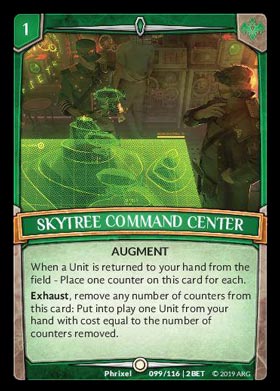 1
SKYTREE COMMAND CENTER
AUGMENT
When a Unit is returned to your hand from the
field - Place one counter on this card for each.
Exhaust, remove any number of counters from
this card: Put into play one Unit from your
hand with cost equal to the number of
counters removed.
Phrixel 099/116 | 2BET © 2019 ARG